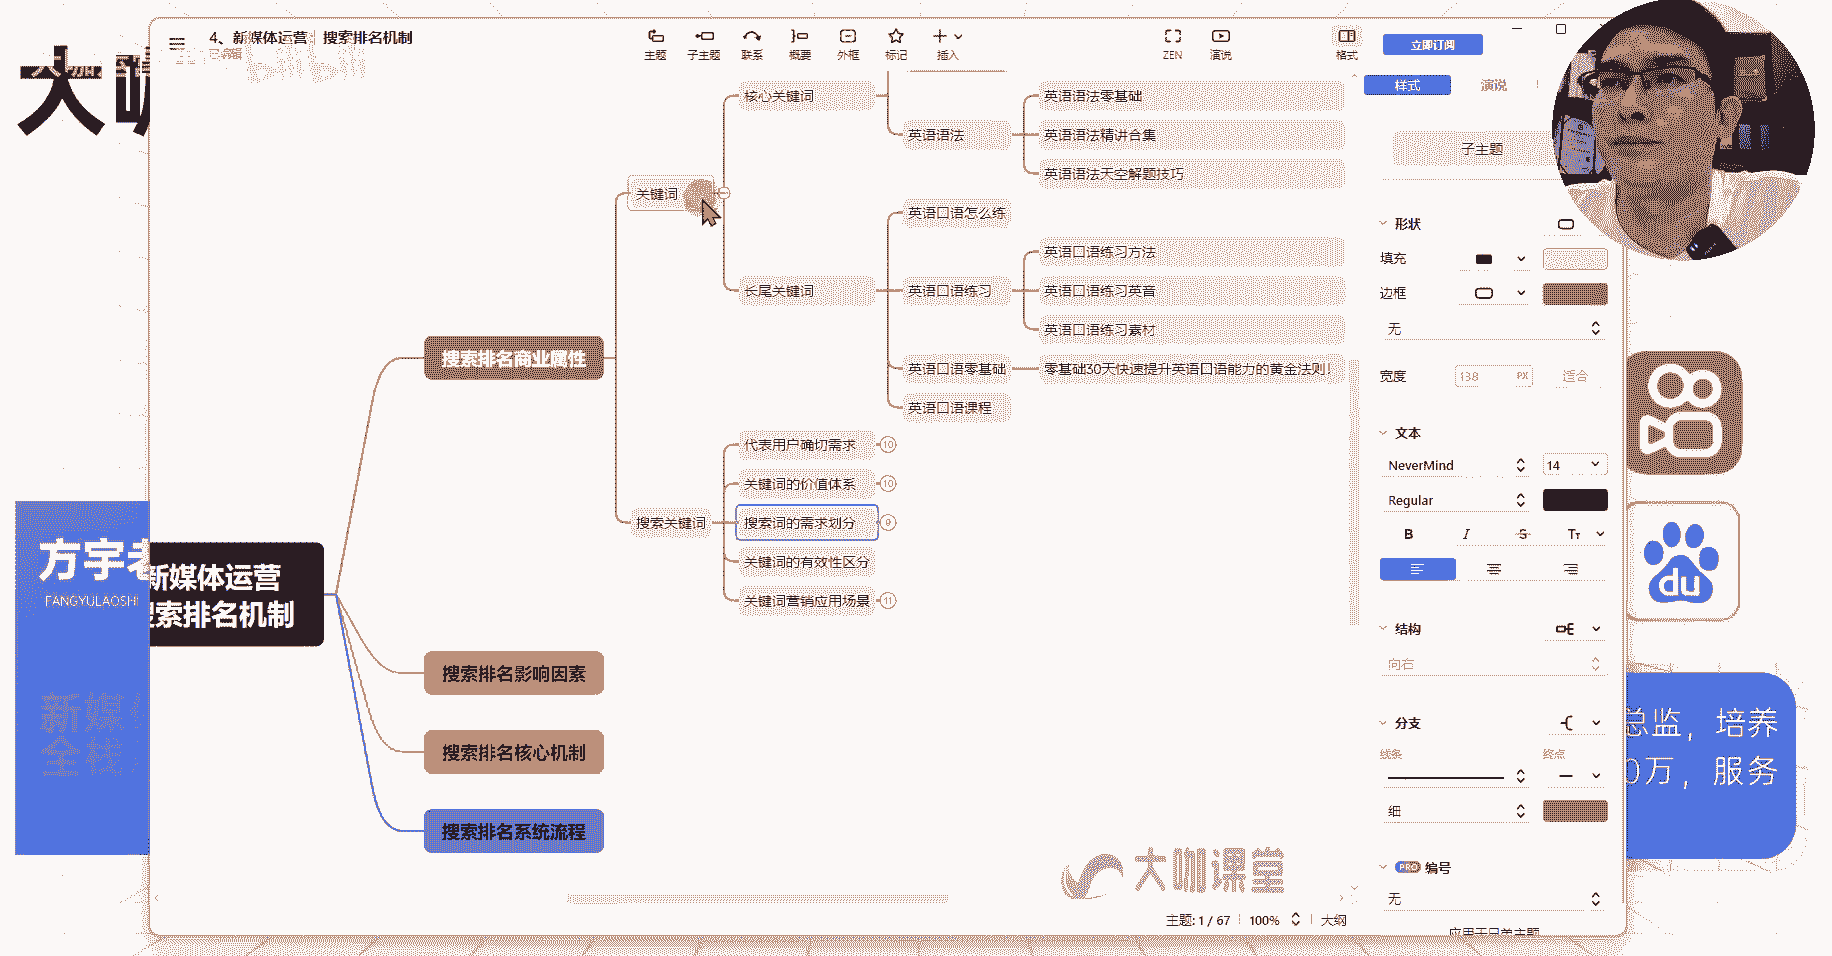 4、新媒体运营｜搜索排名机制
已编辑
bilibili
主题
子主题
联系
概要
外框
标记
插入
ZEN
演说
格式
立即订阅
样式
演说
大咖
核心关键词
英语语法
英语语法零基础
英语语法精讲合集
英语语法天空解题技巧
关键词
英语口语怎么练
英语口语练习方法
长尾关键词
英语口语练习
英语口语练习英音
英语口语练习素材
英语口语零基础
零基础30天快速提升英语口语能力的黄金法则！
英语口语课程
搜索排名商业属性
代表用户确切需求
10
关键词的价值体系
10
搜索关键词
搜索词的需求划分
9
关键词的有效性区分
关键词营销应用场景
11
新媒体运营
搜索排名机制
搜索排名影响因素
搜索排名核心机制
搜索排名系统流程
方宇老
FANGYULAOSHI
新媒体
全栈
子主题
形状
填充
边框
无
宽度
138
PX
适合
文本
NeverMind
14
Regular
B
I
S
Tт
结构
向右
分支
线条
终点
细
PRO
编号
无
应用于兄弟主题
du
总监，培养
0万，服务
大咖课堂
主题: 1 / 67
100%
大纲